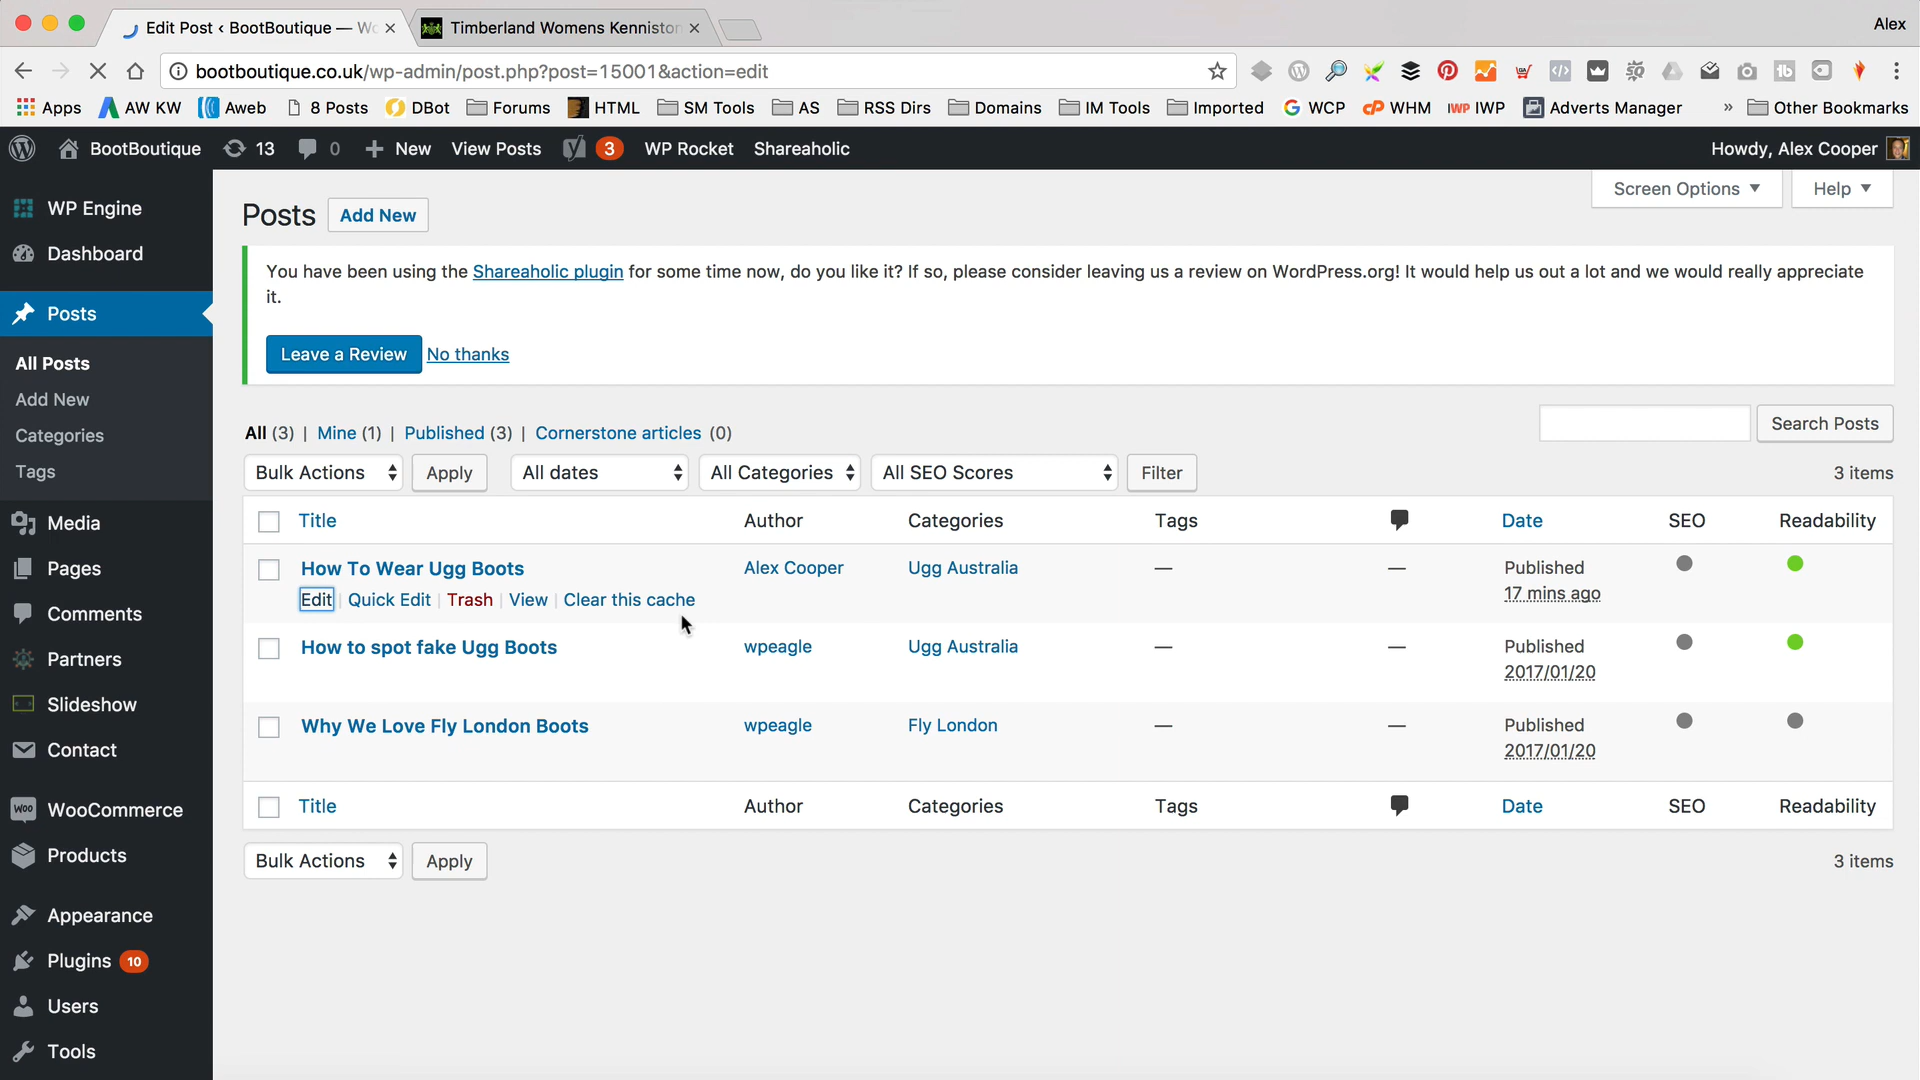 Edit Post ‹ BootBoutique — Wo
Timberland Womens Kenniston
Alex
bootboutique.co.uk/wp-admin/post.php?post=15001&action=edit
Apps AW KW Aweb 8 Posts DBot Forums HTML SM Tools AS RSS Dirs Domains IM Tools Imported WCP WHM IWP Adverts Manager » Other Bookmarks
BootBoutique 13 0 New View Posts 3 WP Rocket Shareaholic Howdy, Alex Cooper
WP Engine
Dashboard
Posts
All Posts
Add New
Categories
Tags
Media
Pages
Comments
Partners
Slideshow
Contact
WooCommerce
Products
Appearance
Plugins 10
Users
Tools
Screen Options Help
Posts Add New
You have been using the Shareaholic plugin for some time now, do you like it? If so, please consider leaving us a review on WordPress.org! It would help us out a lot and we would really appreciate
it.
Leave a Review No thanks
All (3) | Mine (1) | Published (3) | Cornerstone articles (0)
Search Posts
Bulk Actions Apply All dates All Categories All SEO Scores Filter 3 items
Title Author Categories Tags Date SEO Readability
How To Wear Ugg Boots Alex Cooper Ugg Australia — — Published
Edit | Quick Edit | Trash | View | Clear this cache 17 mins ago
How to spot fake Ugg Boots wpeagle Ugg Australia — — Published
2017/01/20
Why We Love Fly London Boots wpeagle Fly London — — Published
2017/01/20
Title Author Categories Tags Date SEO Readability
Bulk Actions Apply 3 items